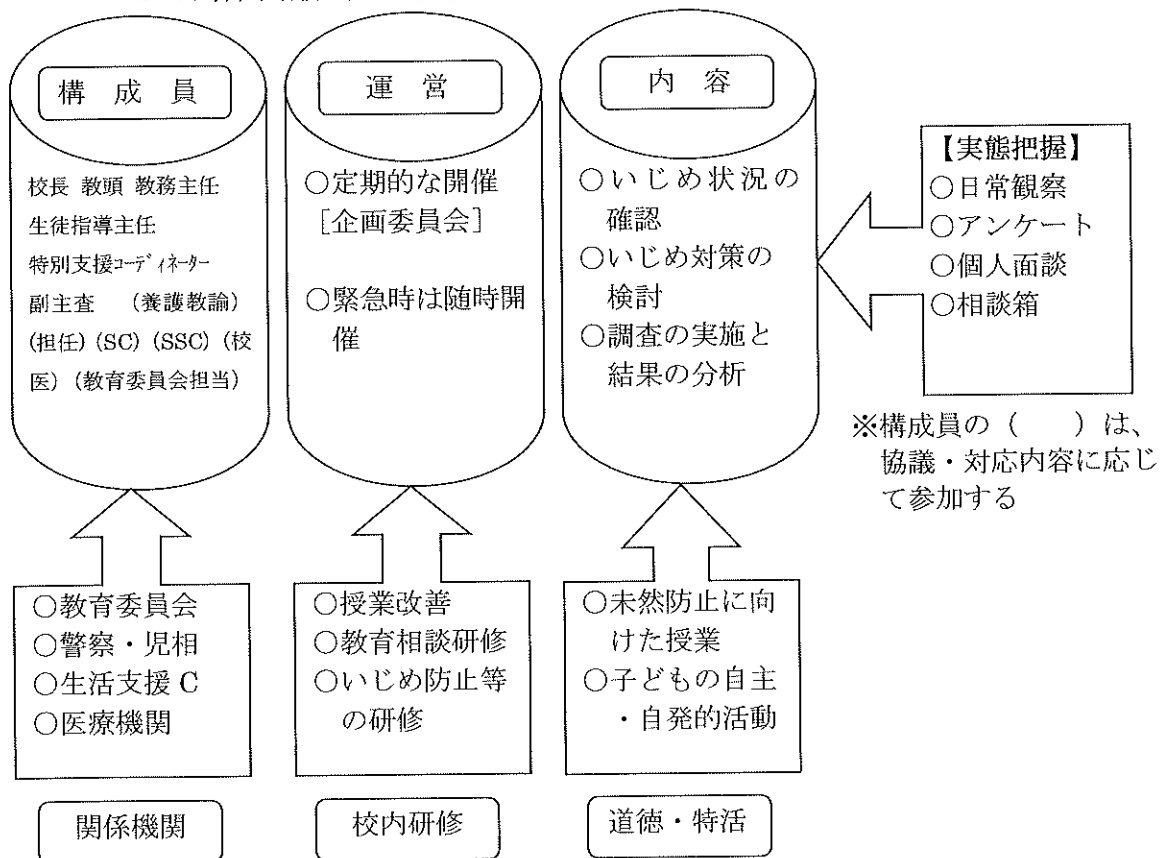 構成員
校長 教頭 教務主任
生徒指導主任
特別支援コーディネーター
副主査 (養護教諭)
(担任) (SC) (SSC) (校
医) (教育委員会担当)
運営
○定期的な開催
[企画委員会]
○緊急時は随時開
催
内容
○いじめ状況の
確認
○いじめ対策の
検討
○調査の実施と
結果の分析
【実態把握】
○日常観察
○アンケート
○個人面談
○相談箱
※構成員の( )は、
協議・対応内容に応じ
て参加する
○教育委員会
○警察・児相
○生活支援C
○医療機関
関係機関
○授業改善
○教育相談研修
○いじめ防止等
の研修
校内研修
○未然防止に向
けた授業
○子どもの自主
・自発的活動
道徳・特活